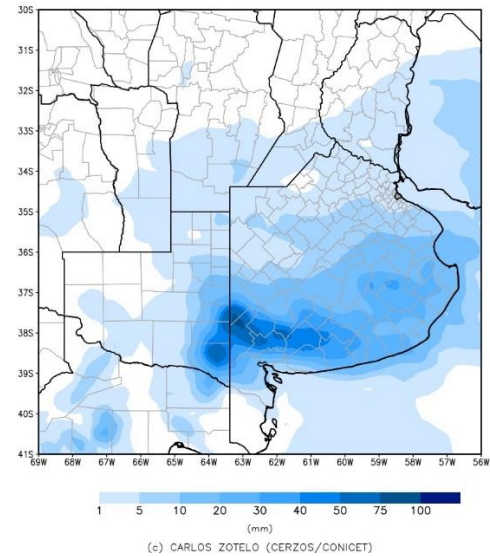 30S
31S
32S
33S
34S
35S
36S
37S
38S
39S
40S
41S
69W 68W 67W 66W 65W 64W 63W 62W 61W 60W 59W 58W 57W 56W
1 5 10 20 30 40 50 75 100
(mm)
(c) CARLOS ZOTELO (CERZOS/CONICET)